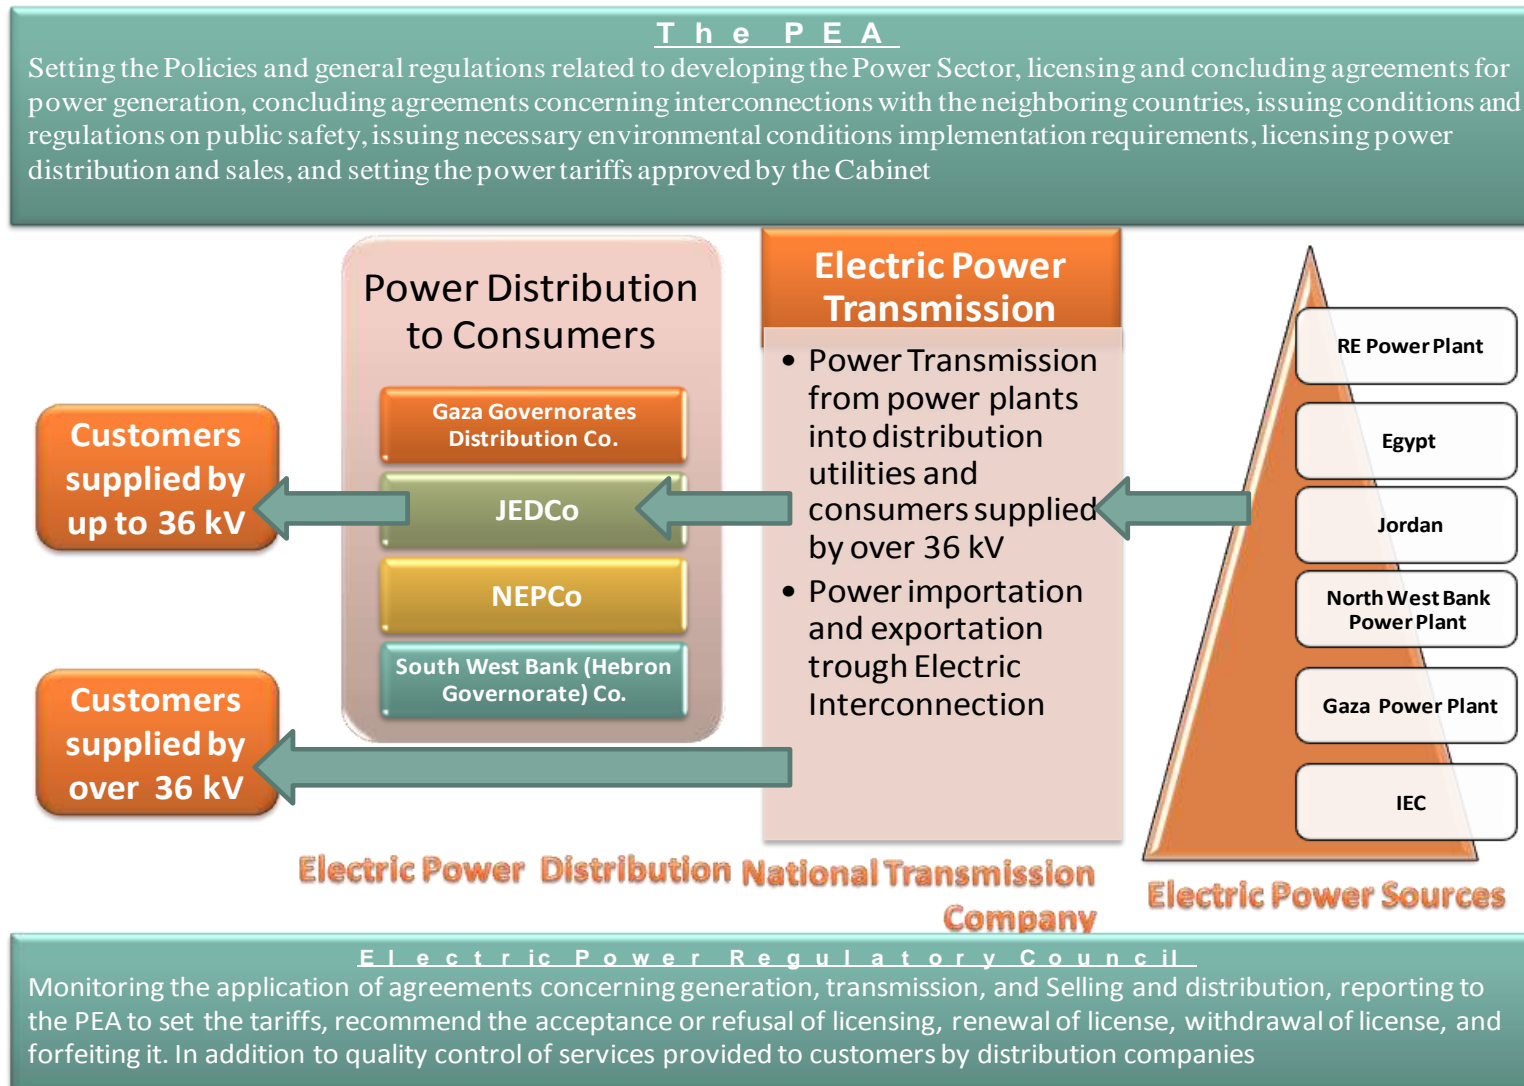 The PEA
Setting the Policies and general regulations related to developing the Power Sector, licensing and concluding agreements for
power generation, concluding agreements concerning interconnections with the neighboring countries, issuing conditions and
regulations on public safety, issuing necessary environmental conditions implementation requirements, licensing power
distribution and sales, and setting the power tariffs approved by the Cabinet
Customers
supplied by
up to 36 kV
Customers
supplied by
over 36 kV
Power Distribution
to Consumers
Gaza Governorates
Distribution Co.
JEDCo
NEPCo
South West Bank (Hebron
Governorate) Co.
Electric Power
Transmission
• Power Transmission
from power plants
into distribution
utilities and
consumers supplied
by over 36 kV
• Power importation
and exportation
trough Electric
Interconnection
RE Power Plant
Egypt
Jordan
North West Bank
Power Plant
Gaza Power Plant
IEC
Electric Power Distribution
National Transmission
Company
Electric Power Sources
Electric Power Regulatory Council
Monitoring the application of agreements concerning generation, transmission, and Selling and distribution, reporting to
the PEA to set the tariffs, recommend the acceptance or refusal of licensing, renewal of license, withdrawal of license, and
forfeiting it. In addition to quality control of services provided to customers by distribution companies